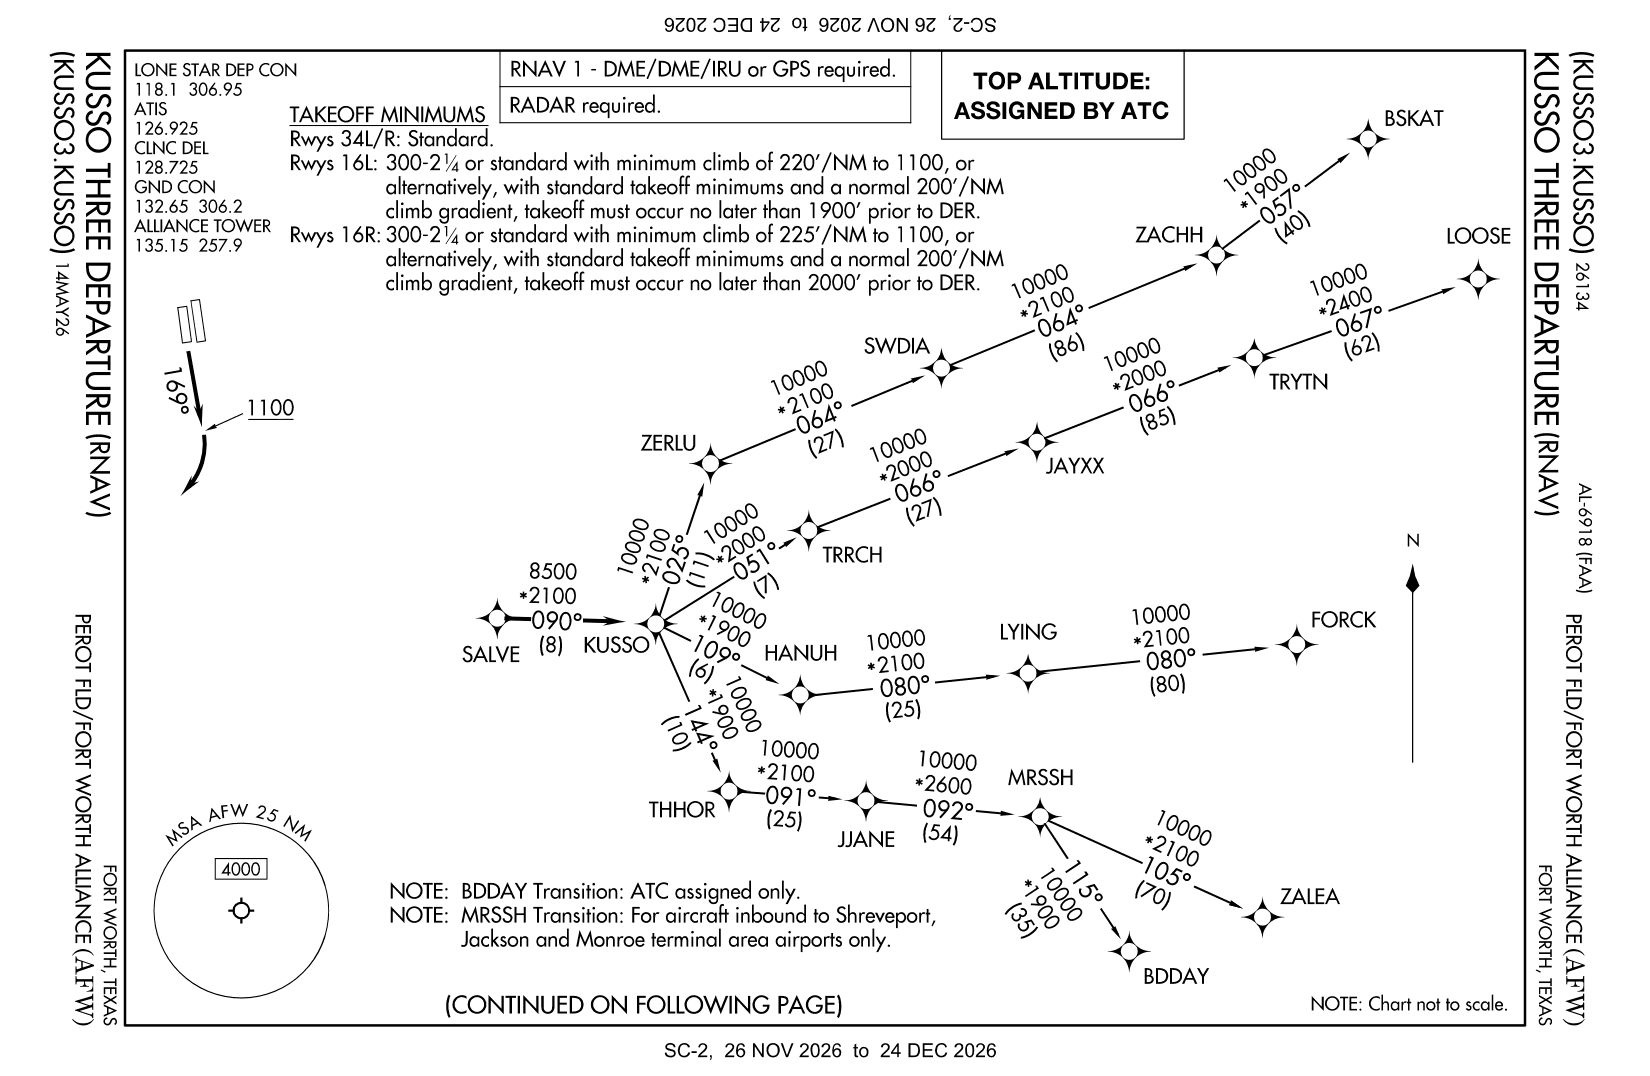 SC-2, 26 NOV 2026 to 24 DEC 2026
(KUSSO3.KUSSO) 14MAY26
KUSSO THREE DEPARTURE (RNAV)
PEROT FLD/FORT WORTH ALLIANCE (AFW)
FORT WORTH, TEXAS
LONE STAR DEP CON
118.1 306.95
ATIS
126.925
CLNC DEL
128.725
GND CON
132.65 306.2
ALLIANCE TOWER
135.15 257.9
RNAV 1 - DME/DME/IRU or GPS required.
RADAR required.
TOP ALTITUDE:
ASSIGNED BY ATC
TAKEOFF MINIMUMS
Rwys 34L/R: Standard.
Rwys 16L: 300-2¼ or standard with minimum climb of 220'/NM to 1100, or
alternatively, with standard takeoff minimums and a normal 200'/NM
climb gradient, takeoff must occur no later than 1900' prior to DER.
Rwys 16R: 300-2¼ or standard with minimum climb of 225'/NM to 1100, or
alternatively, with standard takeoff minimums and a normal 200'/NM
climb gradient, takeoff must occur no later than 2000' prior to DER.
169°
1100
BSKAT
10000
*1900
057°
(40)
ZACHH
LOOSE
10000
*2100
064°
(86)
10000
*2400
067°
(62)
SWDIA
TRYTN
10000
*2100
064°
(27)
10000
*2000
066°
(85)
ZERLU
JAYXX
10000
*2000
066°
(27)
10000
*2100
025°
(11)
10000
*2000
051°
(7)
TRRCH
N
8500
*2100
090°
(8)
SALVE
KUSSO
10000
*1900
109°
(6)
HANUH
10000
*2100
080°
(25)
LYING
10000
*2100
080°
(80)
FORCK
10000
*1900
144°
(10)
THHOR
10000
*2100
091°
(25)
JJANE
10000
*2600
092°
(54)
MRSSH
10000
*2100
105°
(70)
ZALEA
115°
10000
*1900
(35)
BDDAY
MSA AFW 25 NM
4000
NOTE: BDDAY Transition: ATC assigned only.
NOTE: MRSSH Transition: For aircraft inbound to Shreveport,
Jackson and Monroe terminal area airports only.
(CONTINUED ON FOLLOWING PAGE)
NOTE: Chart not to scale.
(KUSSO3.KUSSO) 26134
KUSSO THREE DEPARTURE (RNAV)
AL-6918 (FAA)
PEROT FLD/FORT WORTH ALLIANCE (AFW)
FORT WORTH, TEXAS
SC-2, 26 NOV 2026 to 24 DEC 2026